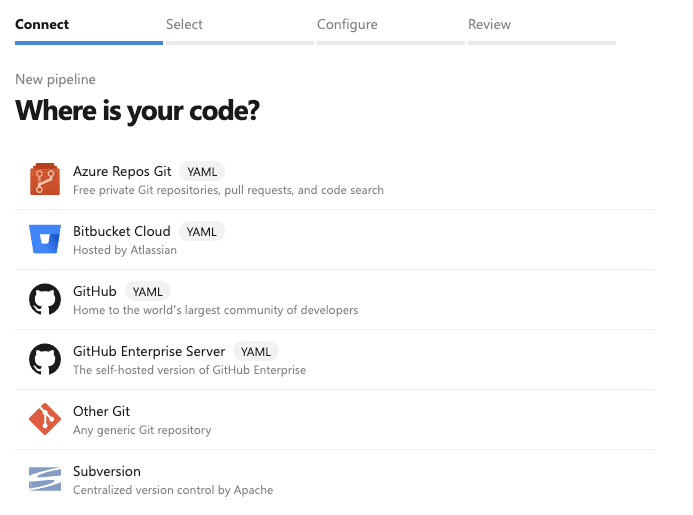 Connect Select Configure Review
New pipeline
Where is your code?
Azure Repos Git YAML
Free private Git repositories, pull requests, and code search
Bitbucket Cloud YAML
Hosted by Atlassian
GitHub YAML
Home to the world's largest community of developers
GitHub Enterprise Server YAML
The self-hosted version of GitHub Enterprise
Other Git
Any generic Git repository
Subversion
Centralized version control by Apache